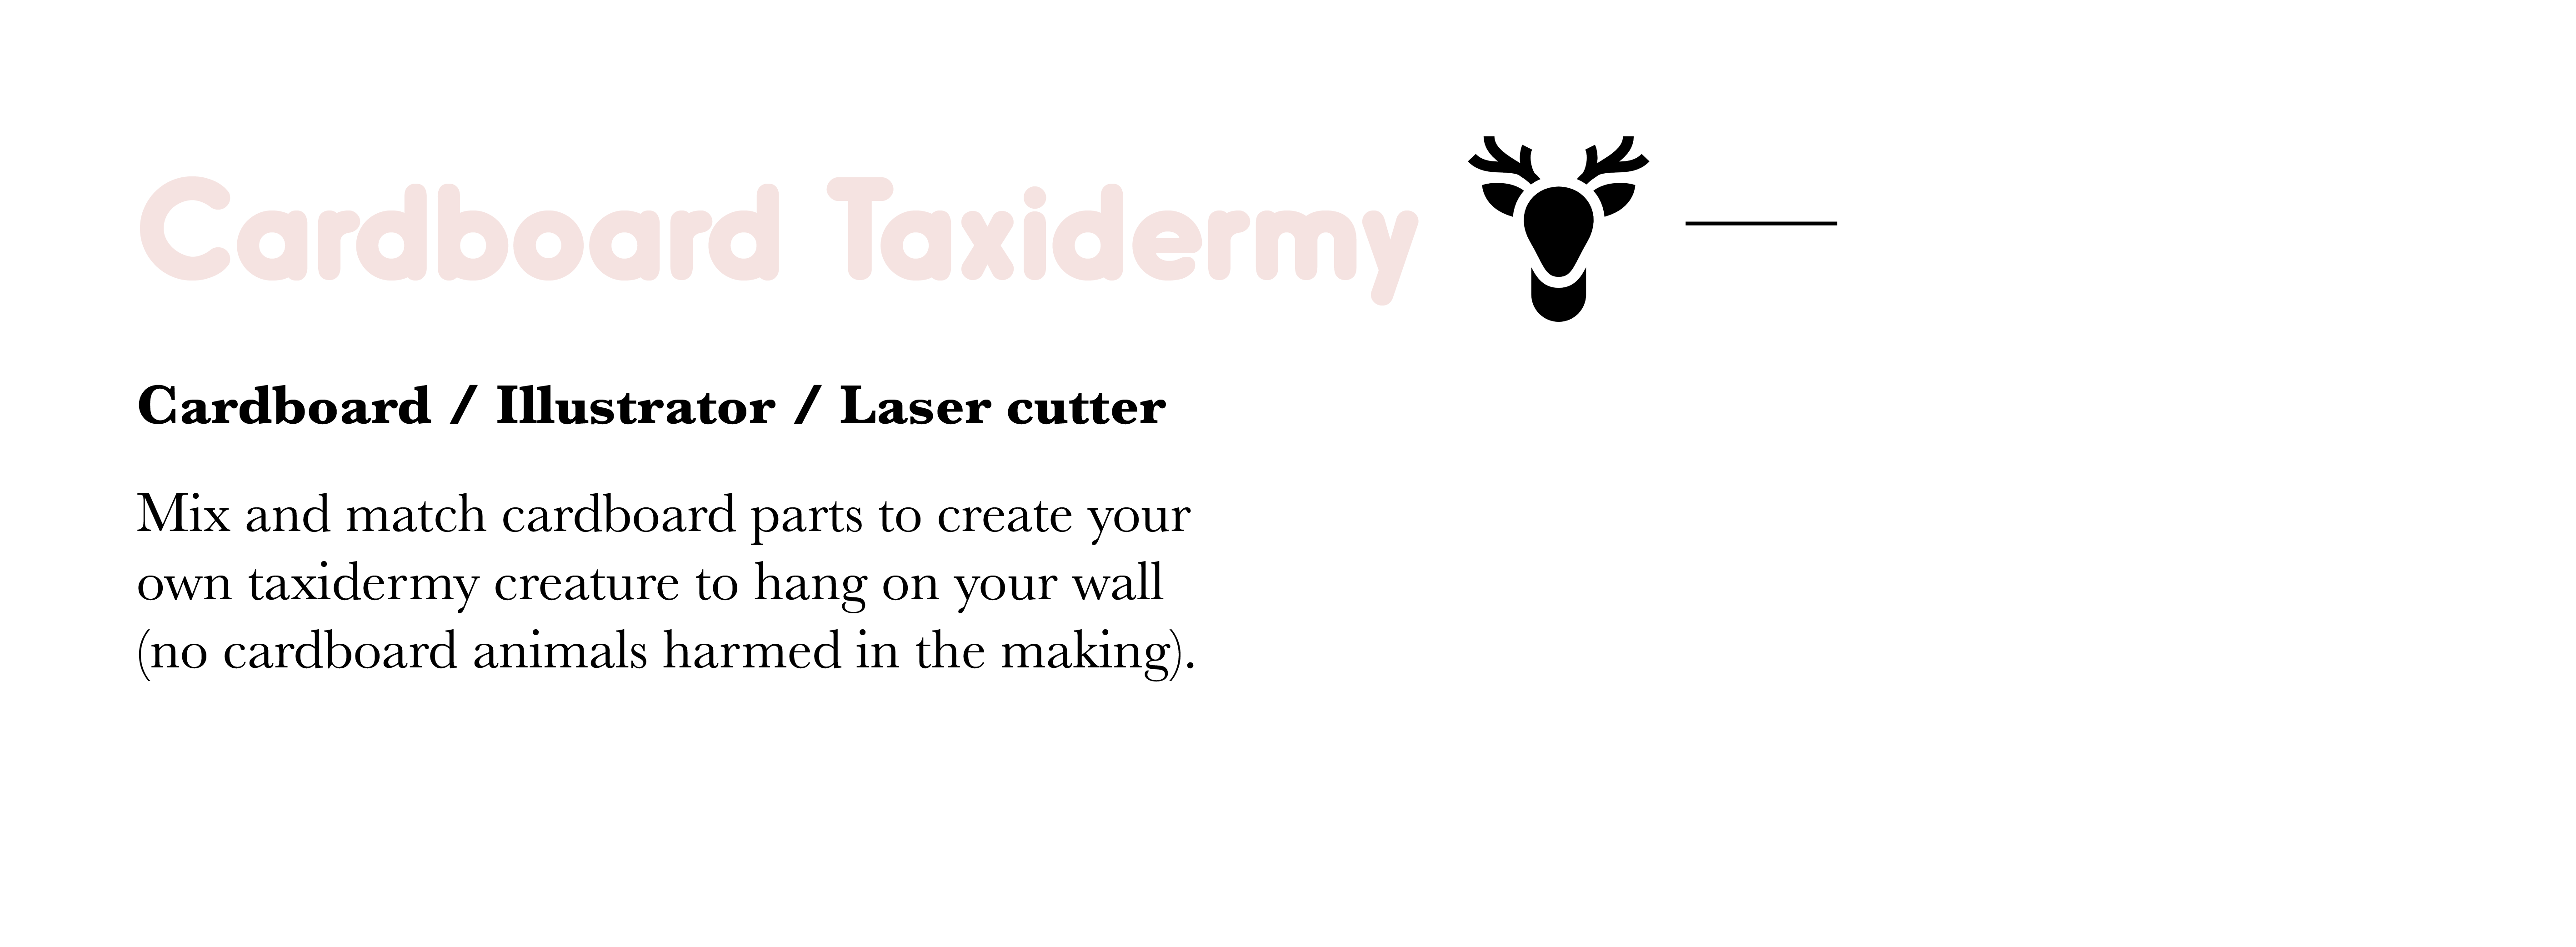 Cardboard Taxidermy
Cardboard / Illustrator / Laser cutter
Mix and match cardboard parts to create your
own taxidermy creature to hang on your wall
(no cardboard animals harmed in the making).